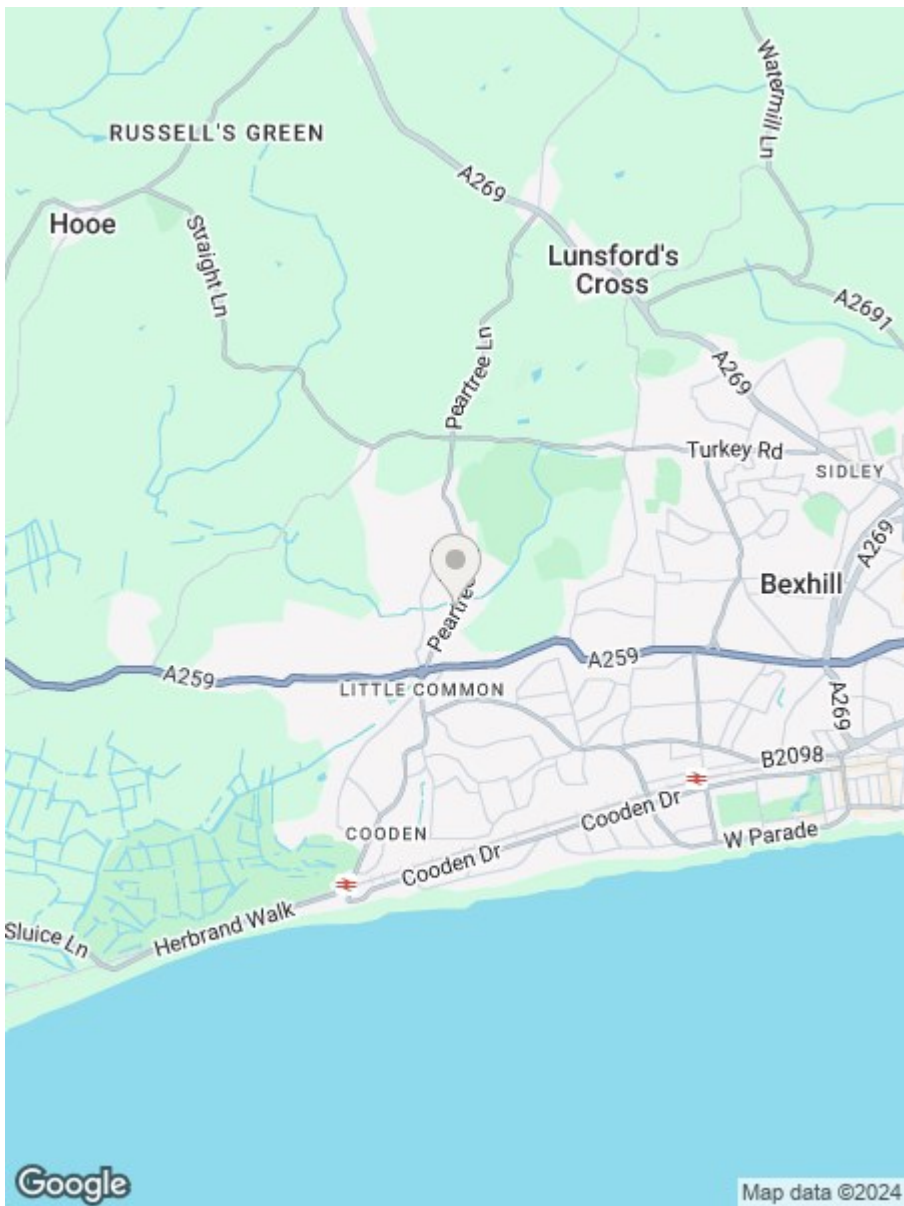 Watermill Ln
RUSSELL'S GREEN
A269
Hooe
Straight Ln
Lunsford's
Cross
A2691
Peartree Ln
A269
Turkey Rd
SIDLEY
A269
Bexhill
Peartree
A259
A259
LITTLE COMMON
A269
B2098
Cooden Dr
COODEN
W Parade
Cooden Dr
Herbrand Walk
Sluice Ln
Google
Map data ©2024